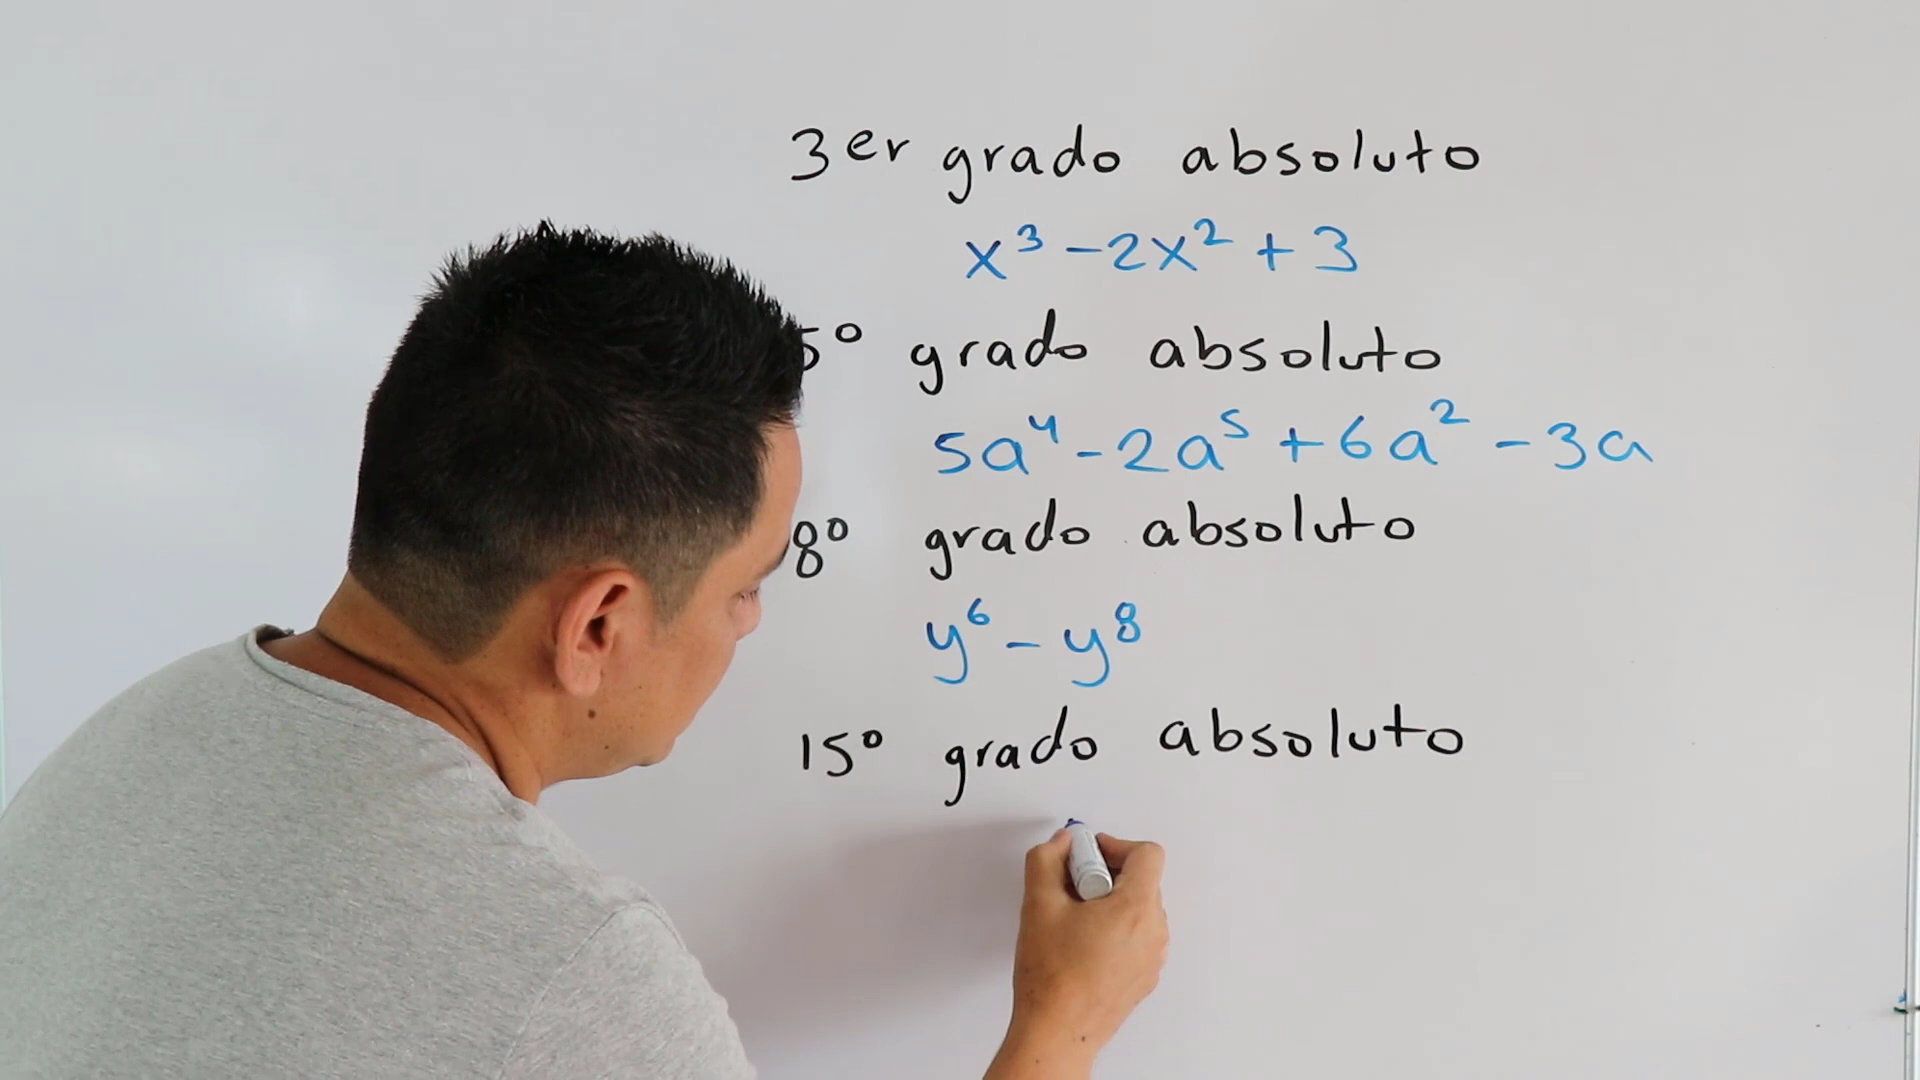 3er grado absoluto
x³ - 2x² + 3
5° grado absoluto
5a⁴ - 2a⁵ + 6a² - 3a
8° grado absoluto
y⁶ - y⁸
15° grado absoluto